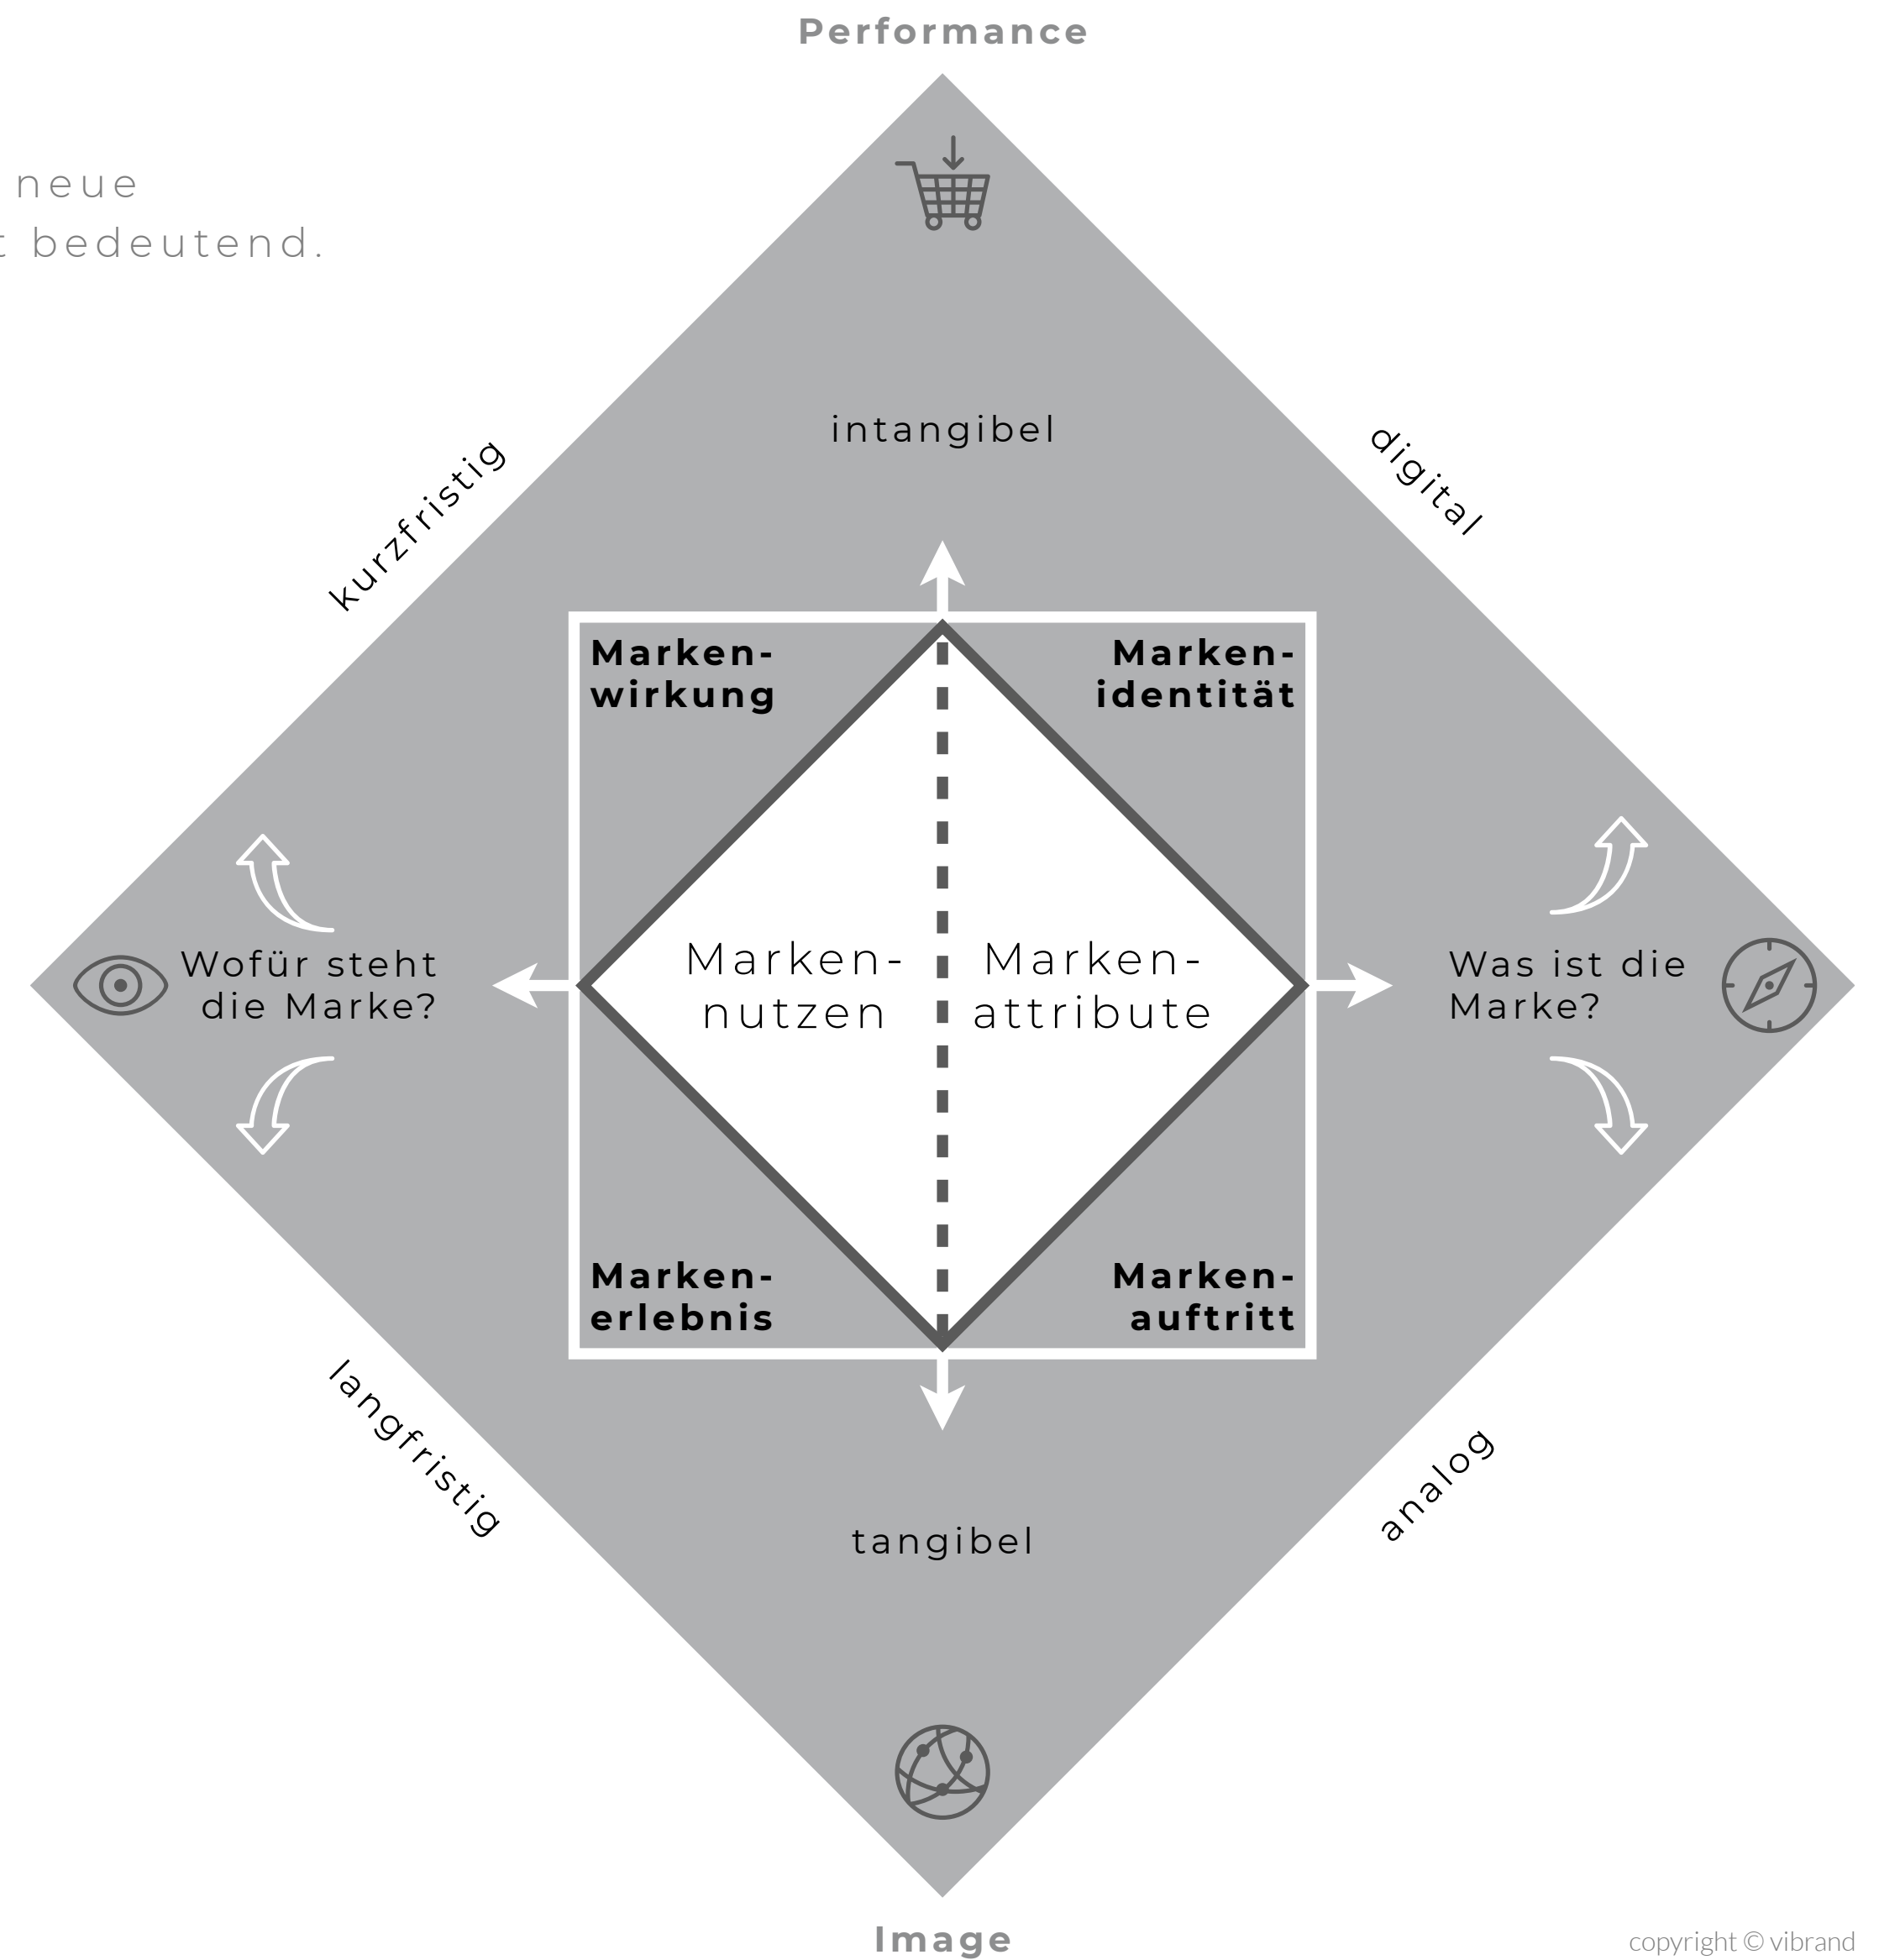 Performance
neue
t bedeutend.
intangibel
kurzfristig
digital
Marken-
wirkung
Marken-
identität
Wofür steht
die Marke?
Marken-
nutzen
Marken-
attribute
Was ist die
Marke?
Marken-
erlebnis
Marken-
auftritt
langfristig
analog
tangibel
Image
copyright © vibrand